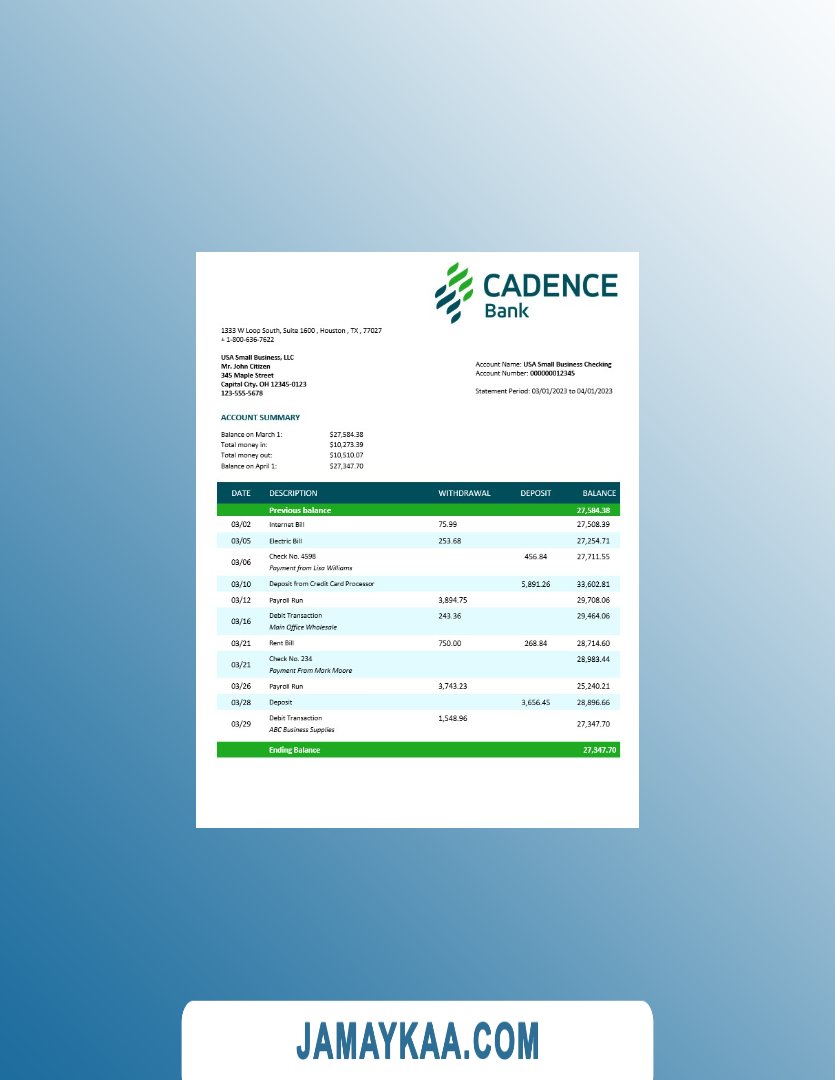 CADENCE
Bank
1333 W Loop South, Suite 1600 , Houston , TX , 77027
+ 1-800-636-7622
USA Small Business, LLC
Mr. John Citizen
345 Maple Street
Capital City, OH 12345-0123
123-555-5678
Account Name: USA Small Business Checking
Account Number: 000000012345
Statement Period: 03/01/2023 to 04/01/2023
ACCOUNT SUMMARY
Balance on March 1: $27,584.38
Total money in: $10,273.39
Total money out: $10,510.07
Balance on April 1: $27,347.70
DATE DESCRIPTION WITHDRAWAL DEPOSIT BALANCE
Previous balance 27,584.38
03/02 Internet Bill 75.99 27,508.39
03/05 Electric Bill 253.68 27,254.71
03/06 Check No. 4598 456.84 27,711.55
Payment from Lisa Williams
03/10 Deposit from Credit Card Processor 5,891.26 33,602.81
03/12 Payroll Run 3,894.75 29,708.06
03/16 Debit Transaction 243.36 29,464.06
Main Office Wholesale
03/21 Rent Bill 750.00 268.84 28,714.60
03/21 Check No. 234 28,983.44
Payment From Mark Moore
03/26 Payroll Run 3,743.23 25,240.21
03/28 Deposit 3,656.45 28,896.66
03/29 Debit Transaction 1,548.96 27,347.70
ABC Business Supplies
Ending Balance 27,347.70
JAMAYKAA.COM